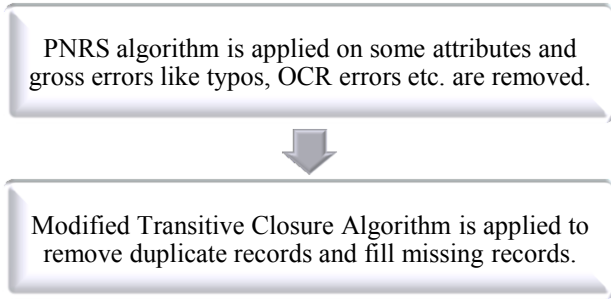 PNRS algorithm is applied on some attributes and
gross errors like typos, OCR errors etc. are removed.
Modified Transitive Closure Algorithm is applied to
remove duplicate records and fill missing records.